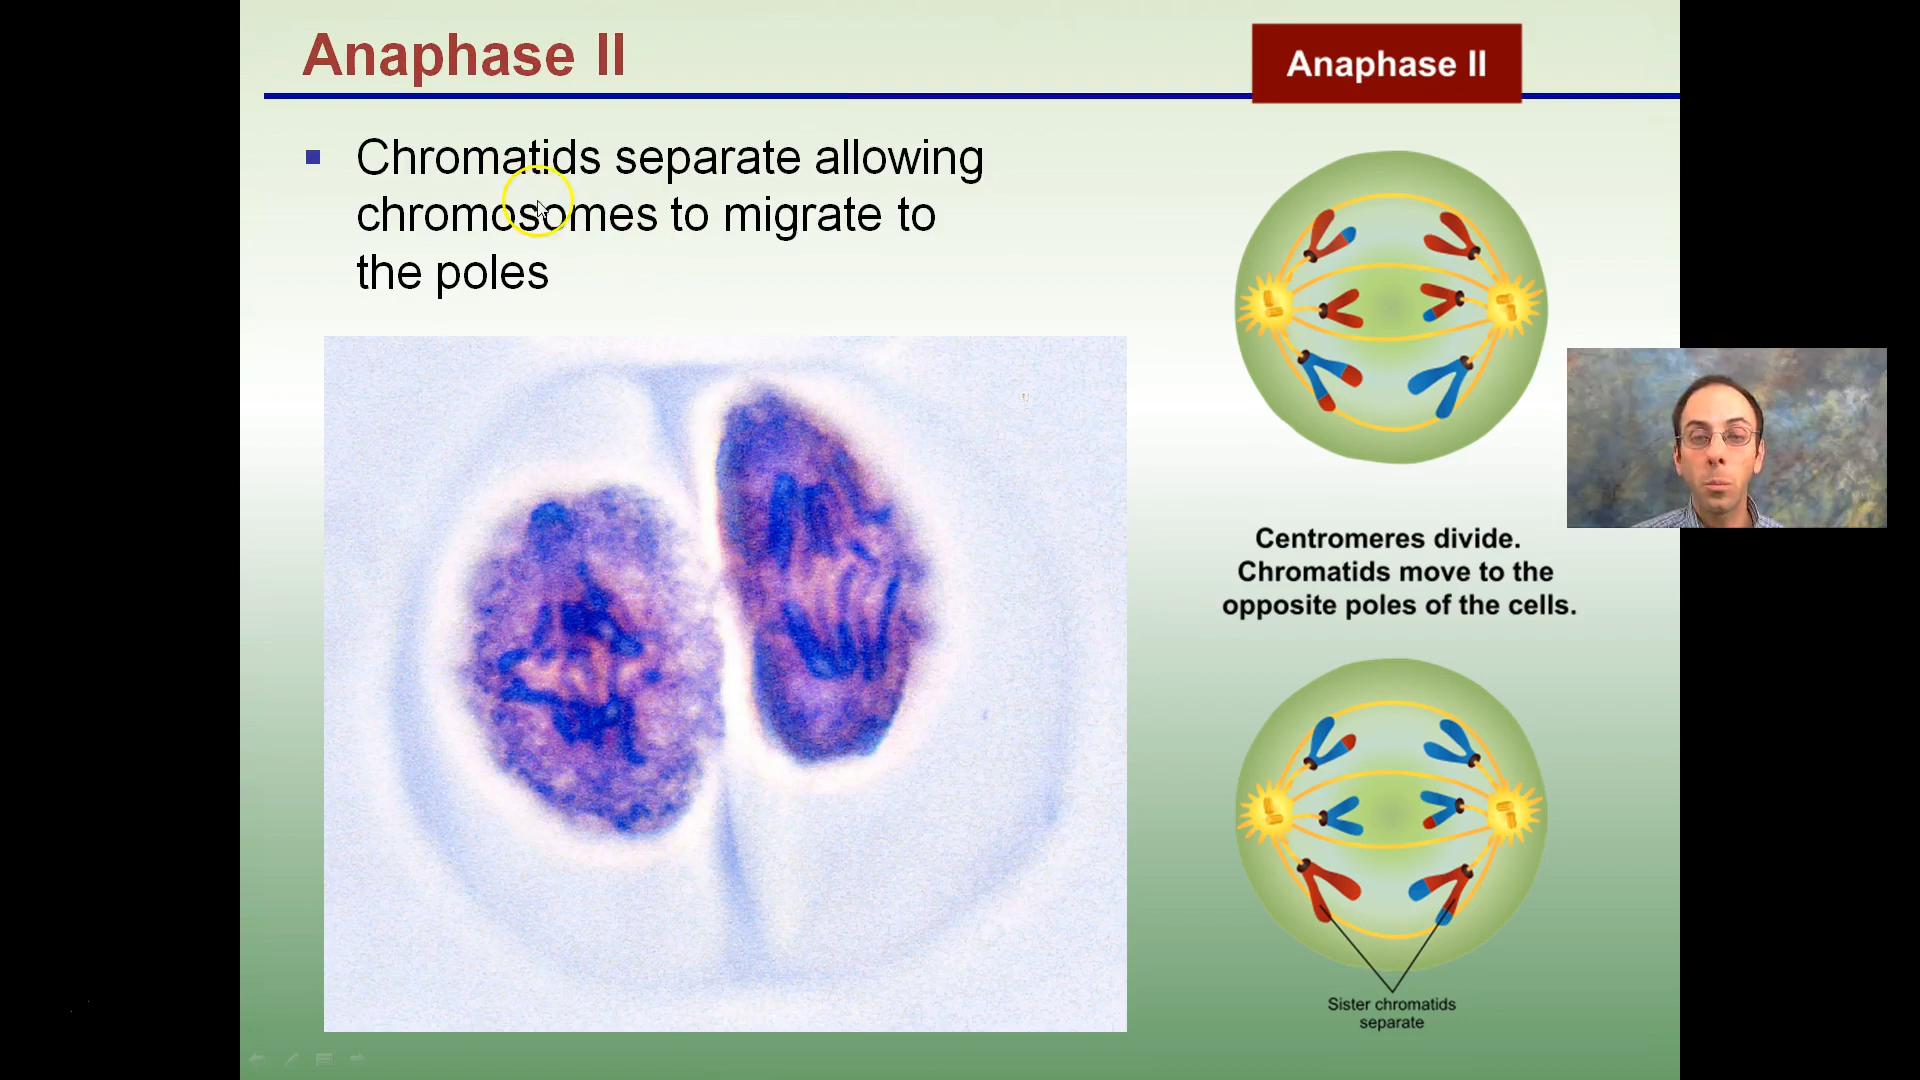 Anaphase II
Anaphase II
Chromatids separate allowing
chromosomes to migrate to
the poles
Centromeres divide.
Chromatids move to the
opposite poles of the cells.
Sister chromatids
separate